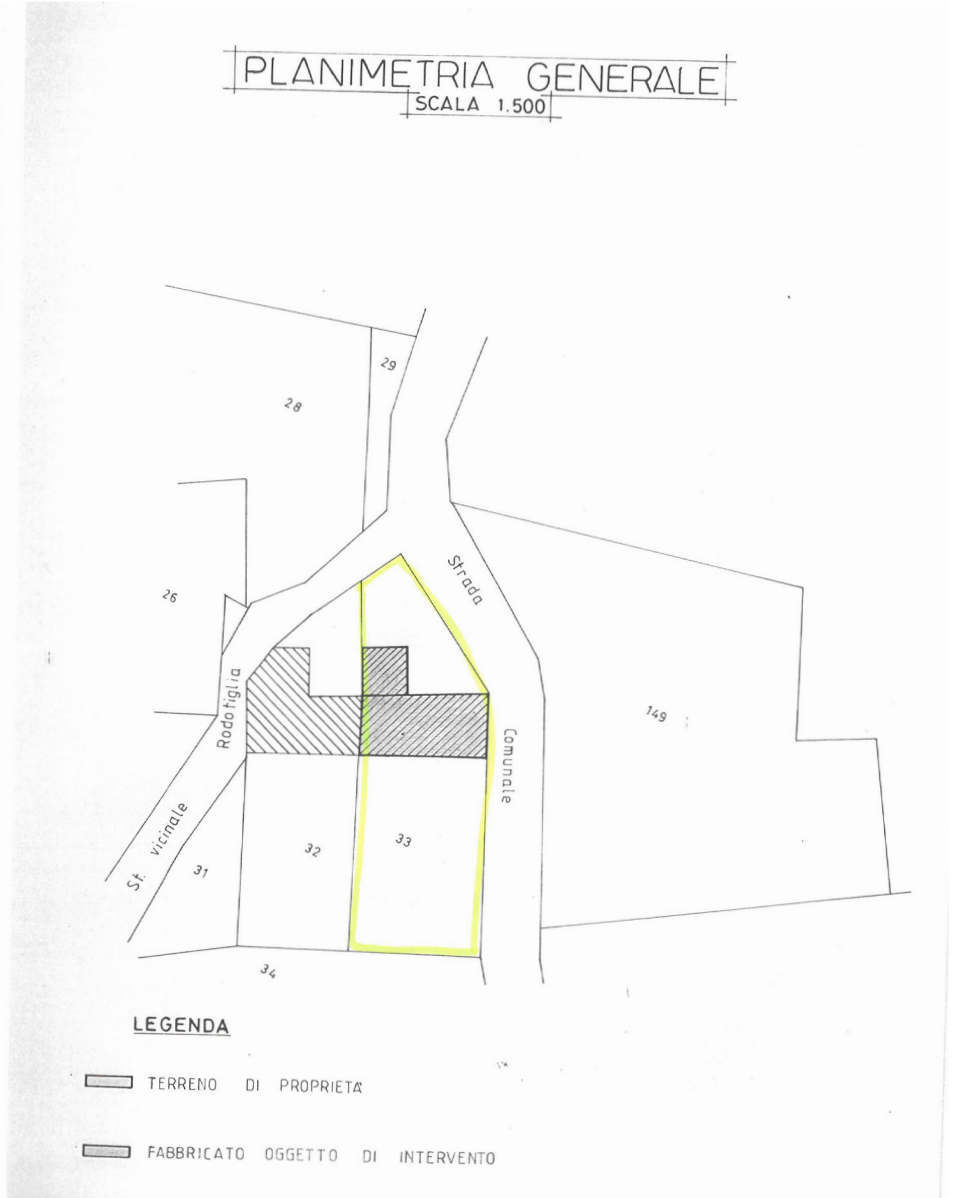 PLANIMETRIA GENERALE
SCALA 1.500
29
28
Strada
26
Rodotiglia
149
Comunale
St. vicinale
33
32
31
34
LEGENDA
TERRENO DI PROPRIETA'
FABBRICATO OGGETTO DI INTERVENTO